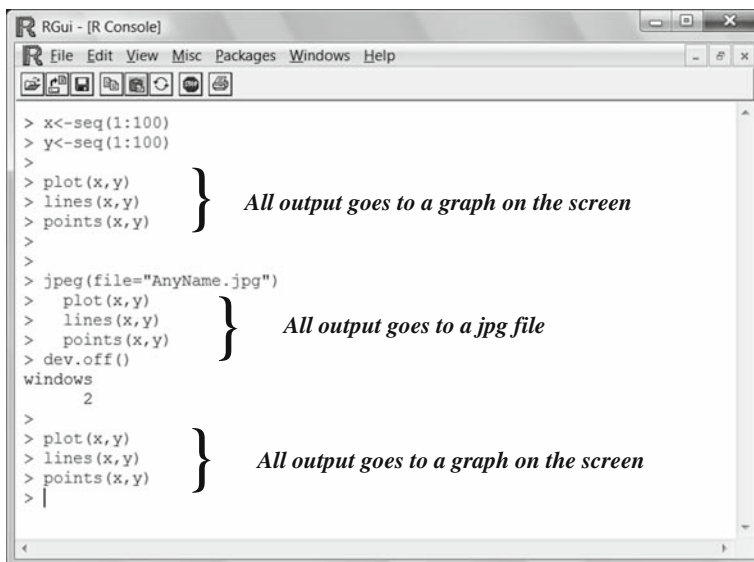 RGui - [R Console]
File Edit View Misc Packages Windows Help
STOP
> x<-seq(1:100)
> y<-seq(1:100)
>
> plot(x,y)
> lines(x,y)
> points(x,y)
All output goes to a graph on the screen
>
>
> jpeg(file="AnyName.jpg")
>   plot(x,y)
>   lines(x,y)
>   points(x,y)
All output goes to a jpg file
> dev.off()
windows
      2
>
> plot(x,y)
> lines(x,y)
> points(x,y)
All output goes to a graph on the screen
> |